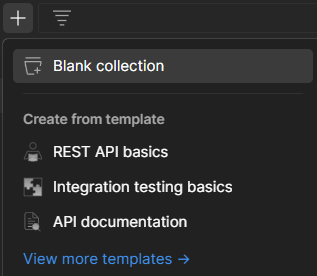 Blank collection
Create from template
REST API basics
Integration testing basics
API documentation
View more templates →